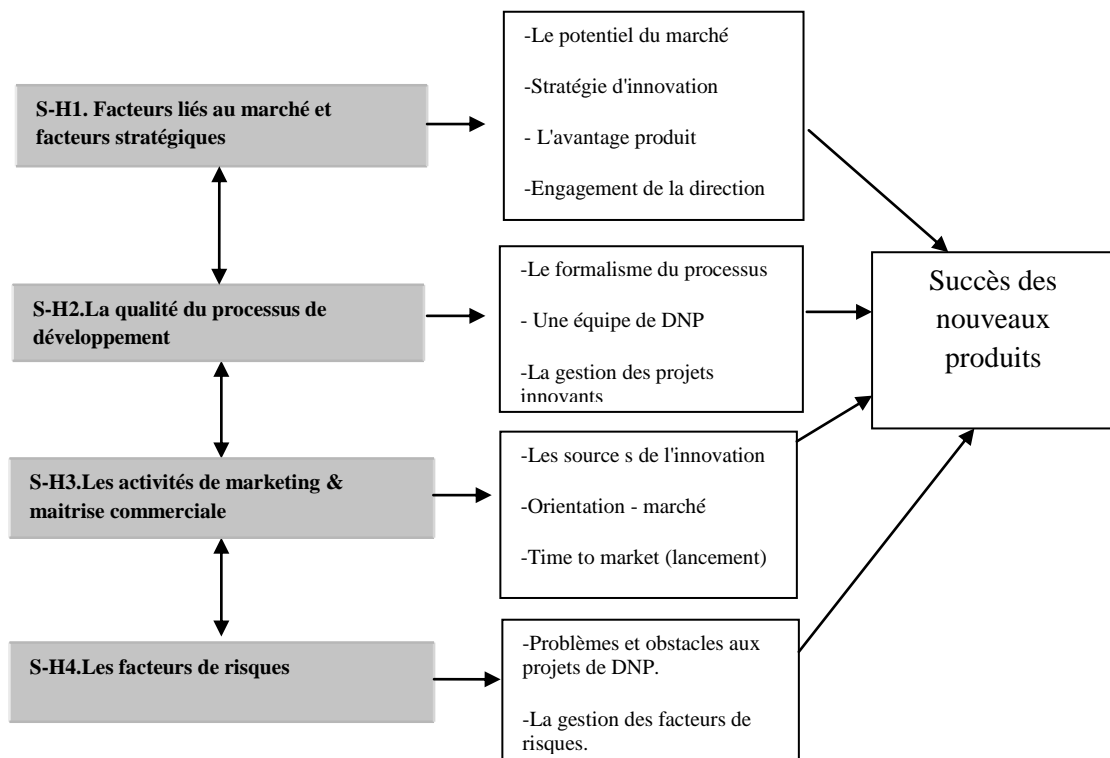 S-H1. Facteurs liés au marché et
facteurs stratégiques
-Le potentiel du marché
-Stratégie d'innovation
- L'avantage produit
-Engagement de la direction
S-H2.La qualité du processus de
développement
-Le formalisme du processus
- Une équipe de DNP
-La gestion des projets
innovants
S-H3.Les activités de marketing &
maitrise commerciale
-Les source s de l'innovation
-Orientation - marché
-Time to market (lancement)
S-H4.Les facteurs de risques
-Problèmes et obstacles aux
projets de DNP.
-La gestion des facteurs de
risques.
Succès des
nouveaux
produits